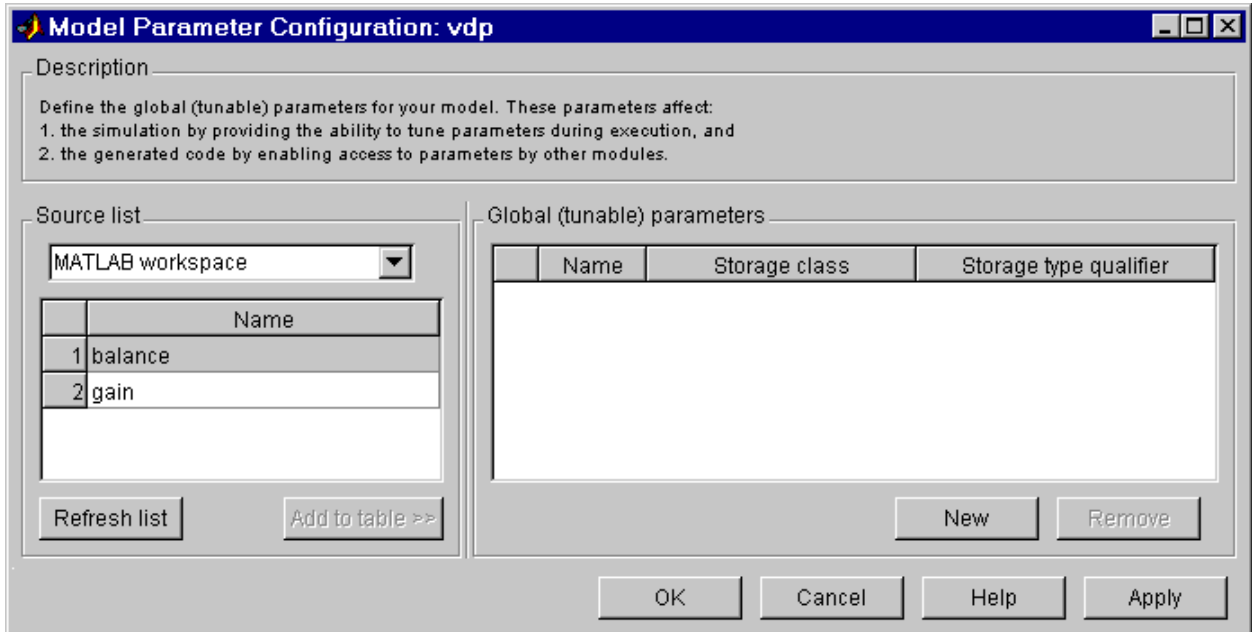 Model Parameter Configuration: vdp
Description
Define the global (tunable) parameters for your model. These parameters affect:
1. the simulation by providing the ability to tune parameters during execution, and
2. the generated code by enabling access to parameters by other modules.
Source list
MATLAB workspace
Name
1 balance
2 gain
Refresh list
Add to table >>
Global (tunable) parameters
Name Storage class Storage type qualifier
New
Remove
OK
Cancel
Help
Apply